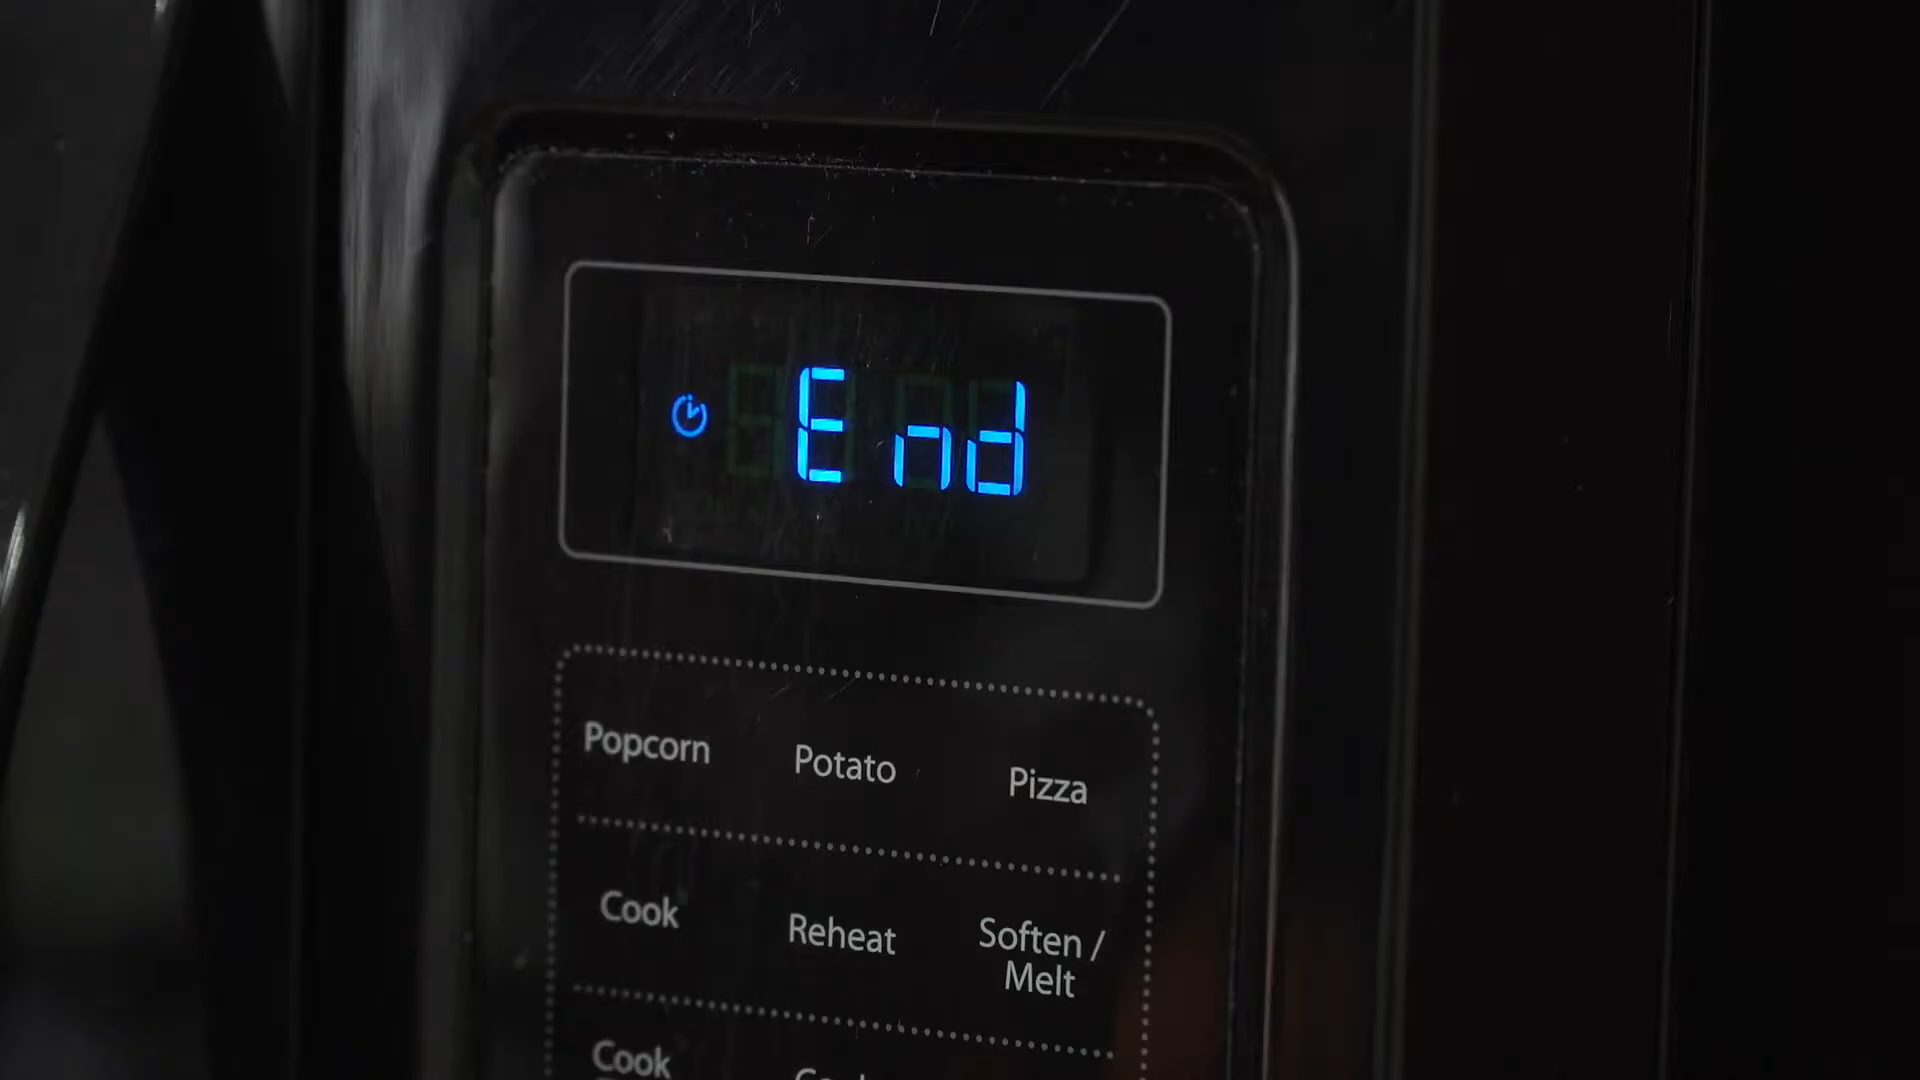 End
Popcorn Potato Pizza
Cook Reheat Soften /
Melt
Cook